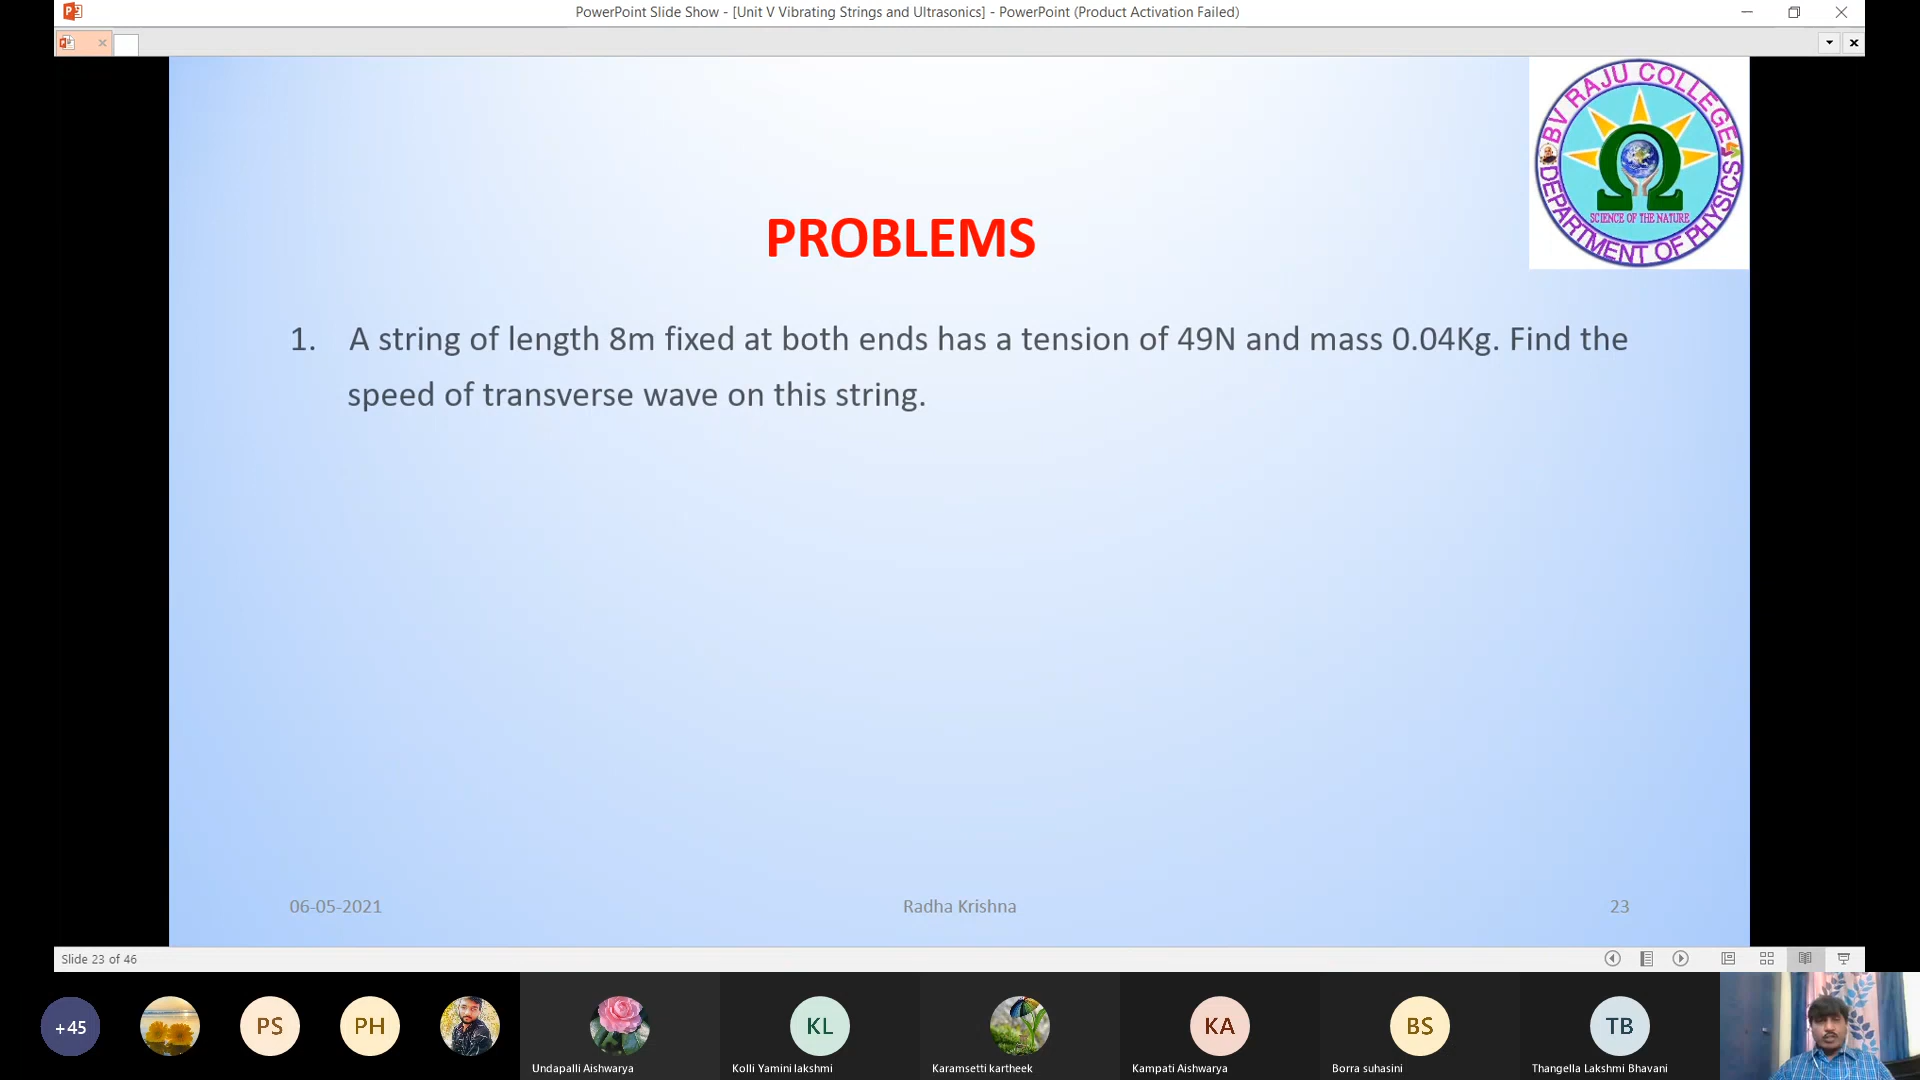 PowerPoint Slide Show - [Unit V Vibrating Strings and Ultrasonics] - PowerPoint (Product Activation Failed)
BV RAJU COLLEGE
SCIENCE OF THE NATURE
DEPARTMENT OF PHYSICS
PROBLEMS
1. A string of length 8m fixed at both ends has a tension of 49N and mass 0.04Kg. Find the
speed of transverse wave on this string.
06-05-2021
Radha Krishna
23
Slide 23 of 46
+45
PS
PH
KL
KA
BS
TB
Undapalli Aishwarya
Kolli Yamini lakshmi
Karamsetti kartheek
Kampati Aishwarya
Borra suhasini
Thangella Lakshmi Bhavani